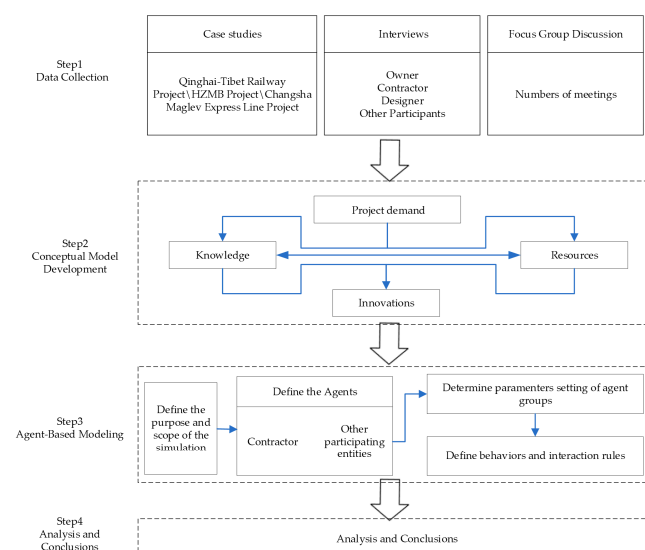 Step1
Data Collection
Case studies
Qinghai-Tibet Railway
Project\HZMB Project\Changsha
Maglev Express Line Project
Interviews
Owner
Contractor
Designer
Other Participants
Focus Group Discussion
Numbers of meetings
Step2
Conceptual Model
Development
Project demand
Knowledge
Resources
Innovations
Step3
Agent-Based Modeling
Define the
purpose and
scope of the
simulation
Define the Agents
Contractor
Other
participating
entities
Determine paramenters setting of agent
groups
Define behaviors and interaction rules
Step4
Analysis and
Conclusions
Analysis and Conclusions